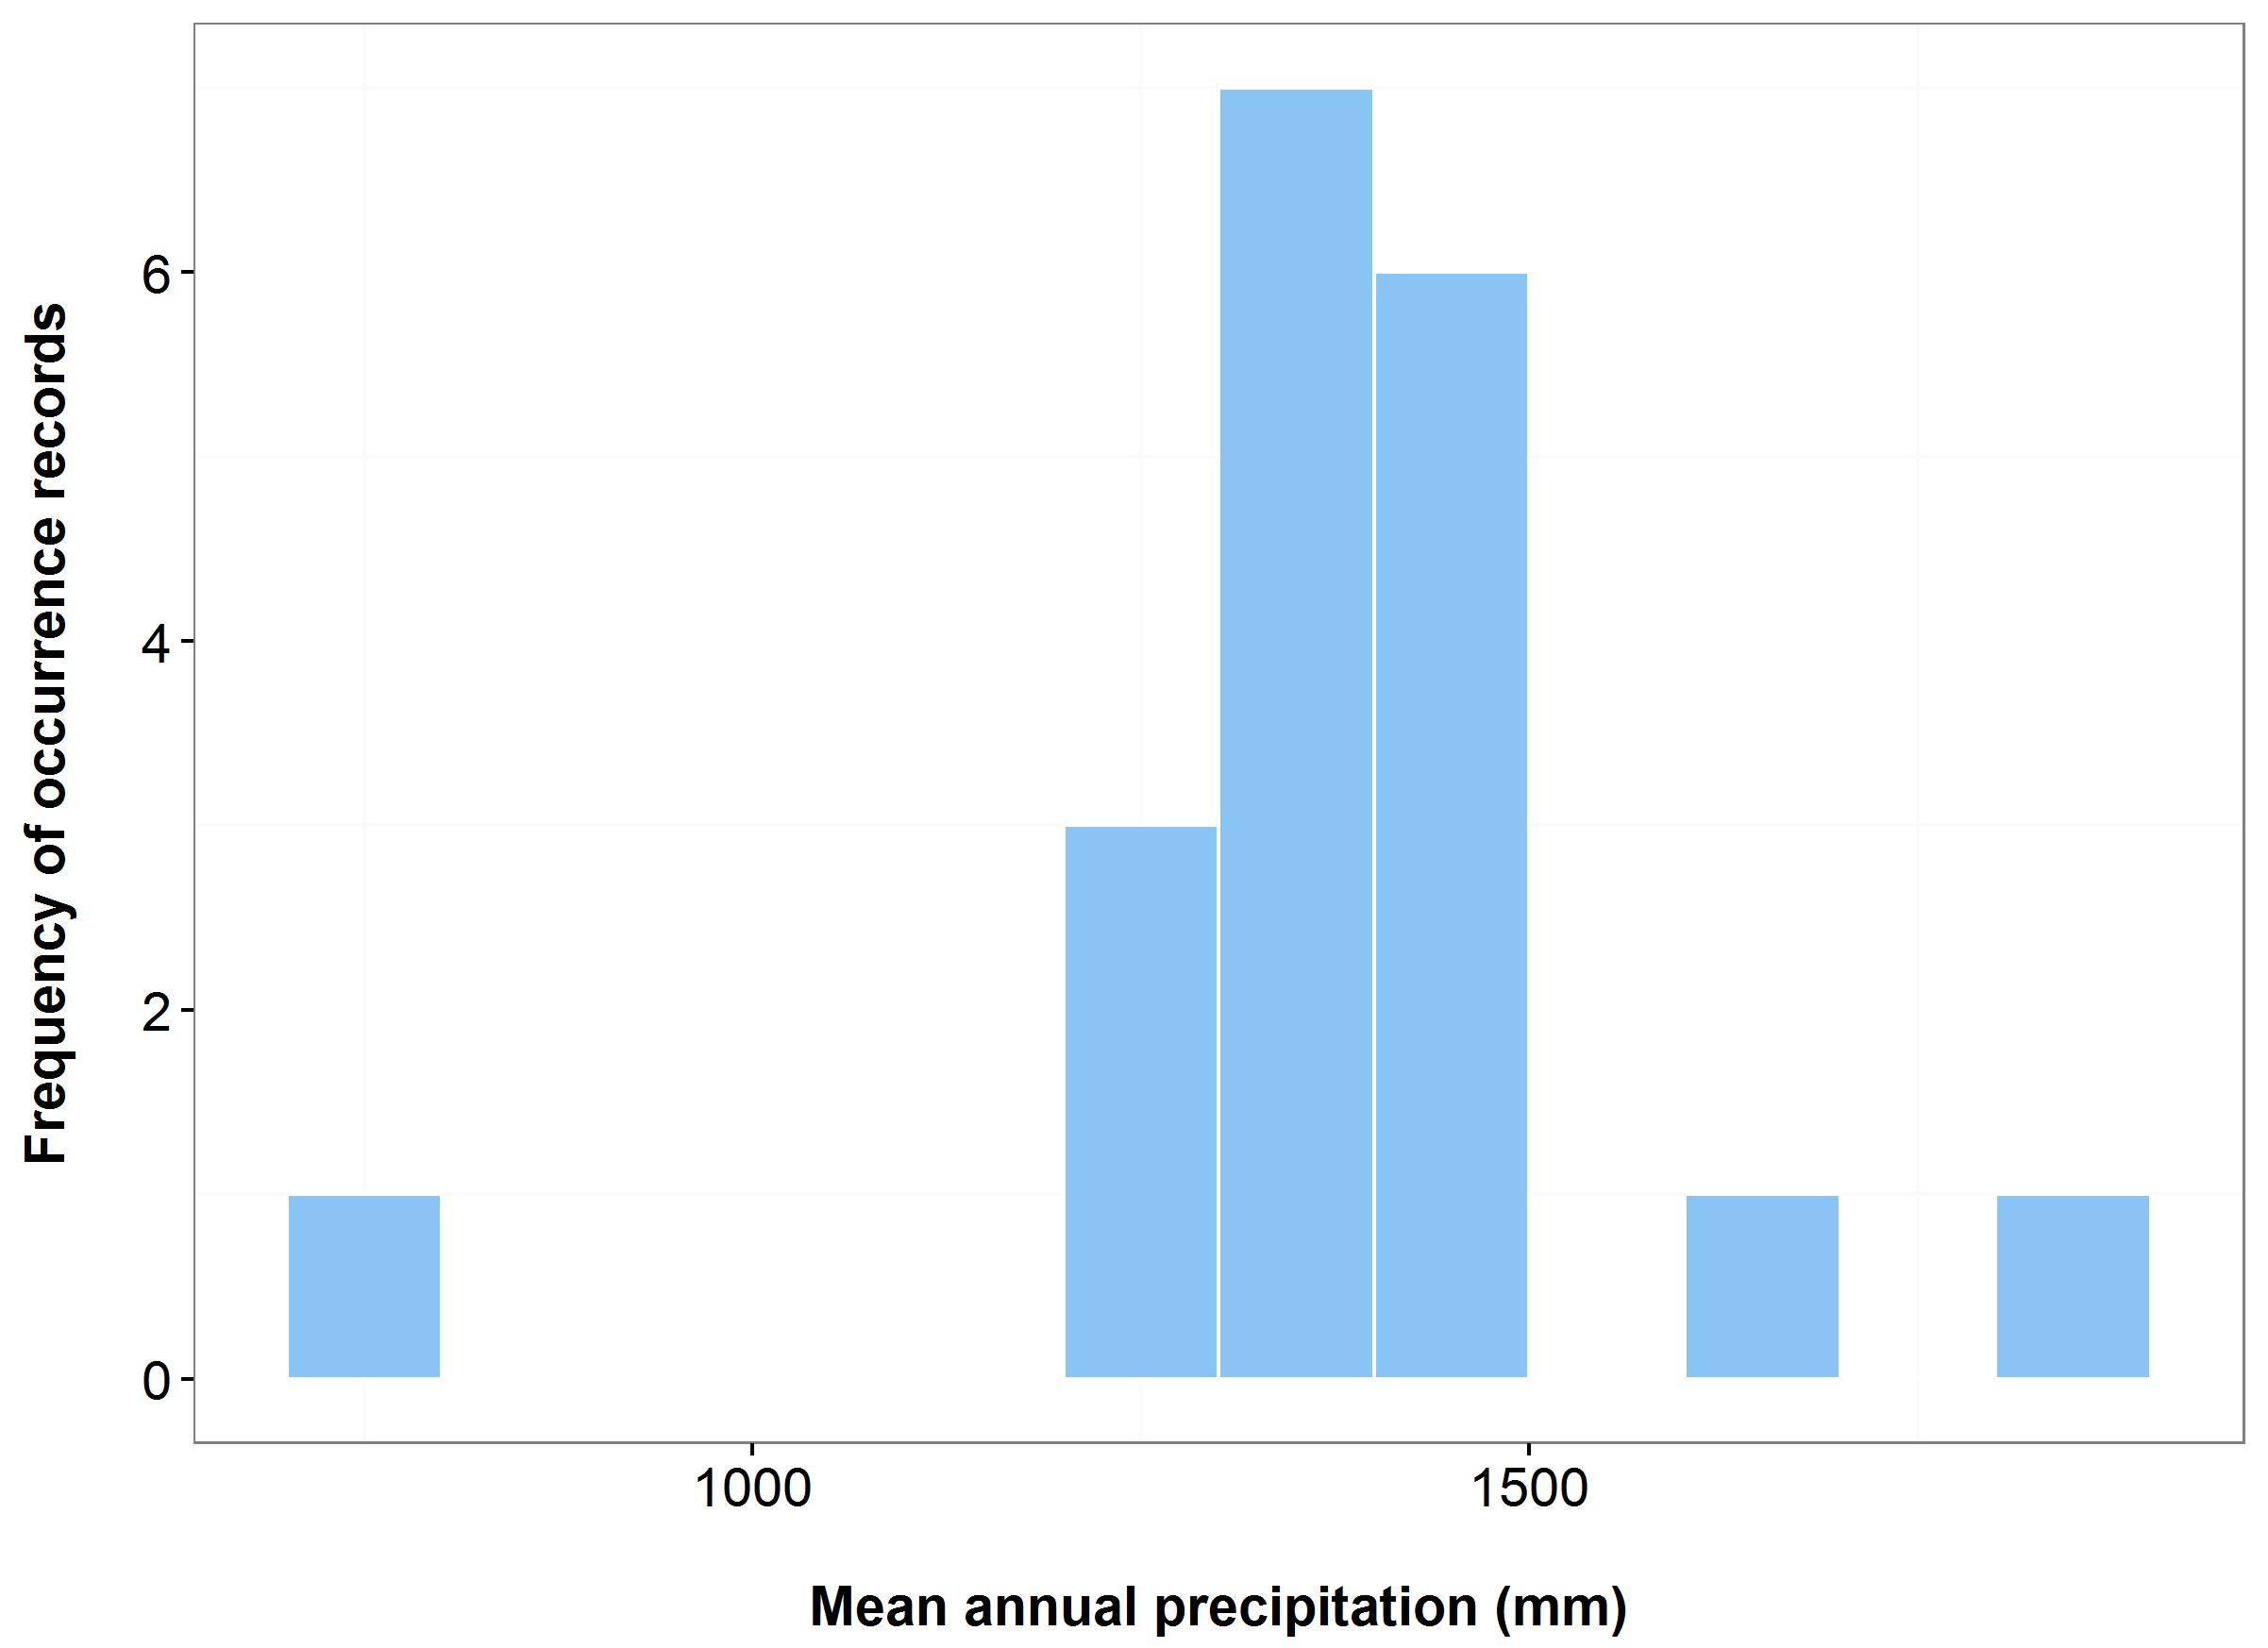 Frequency of occurrence records
6
4
2
0
1000 1500
Mean annual precipitation (mm)